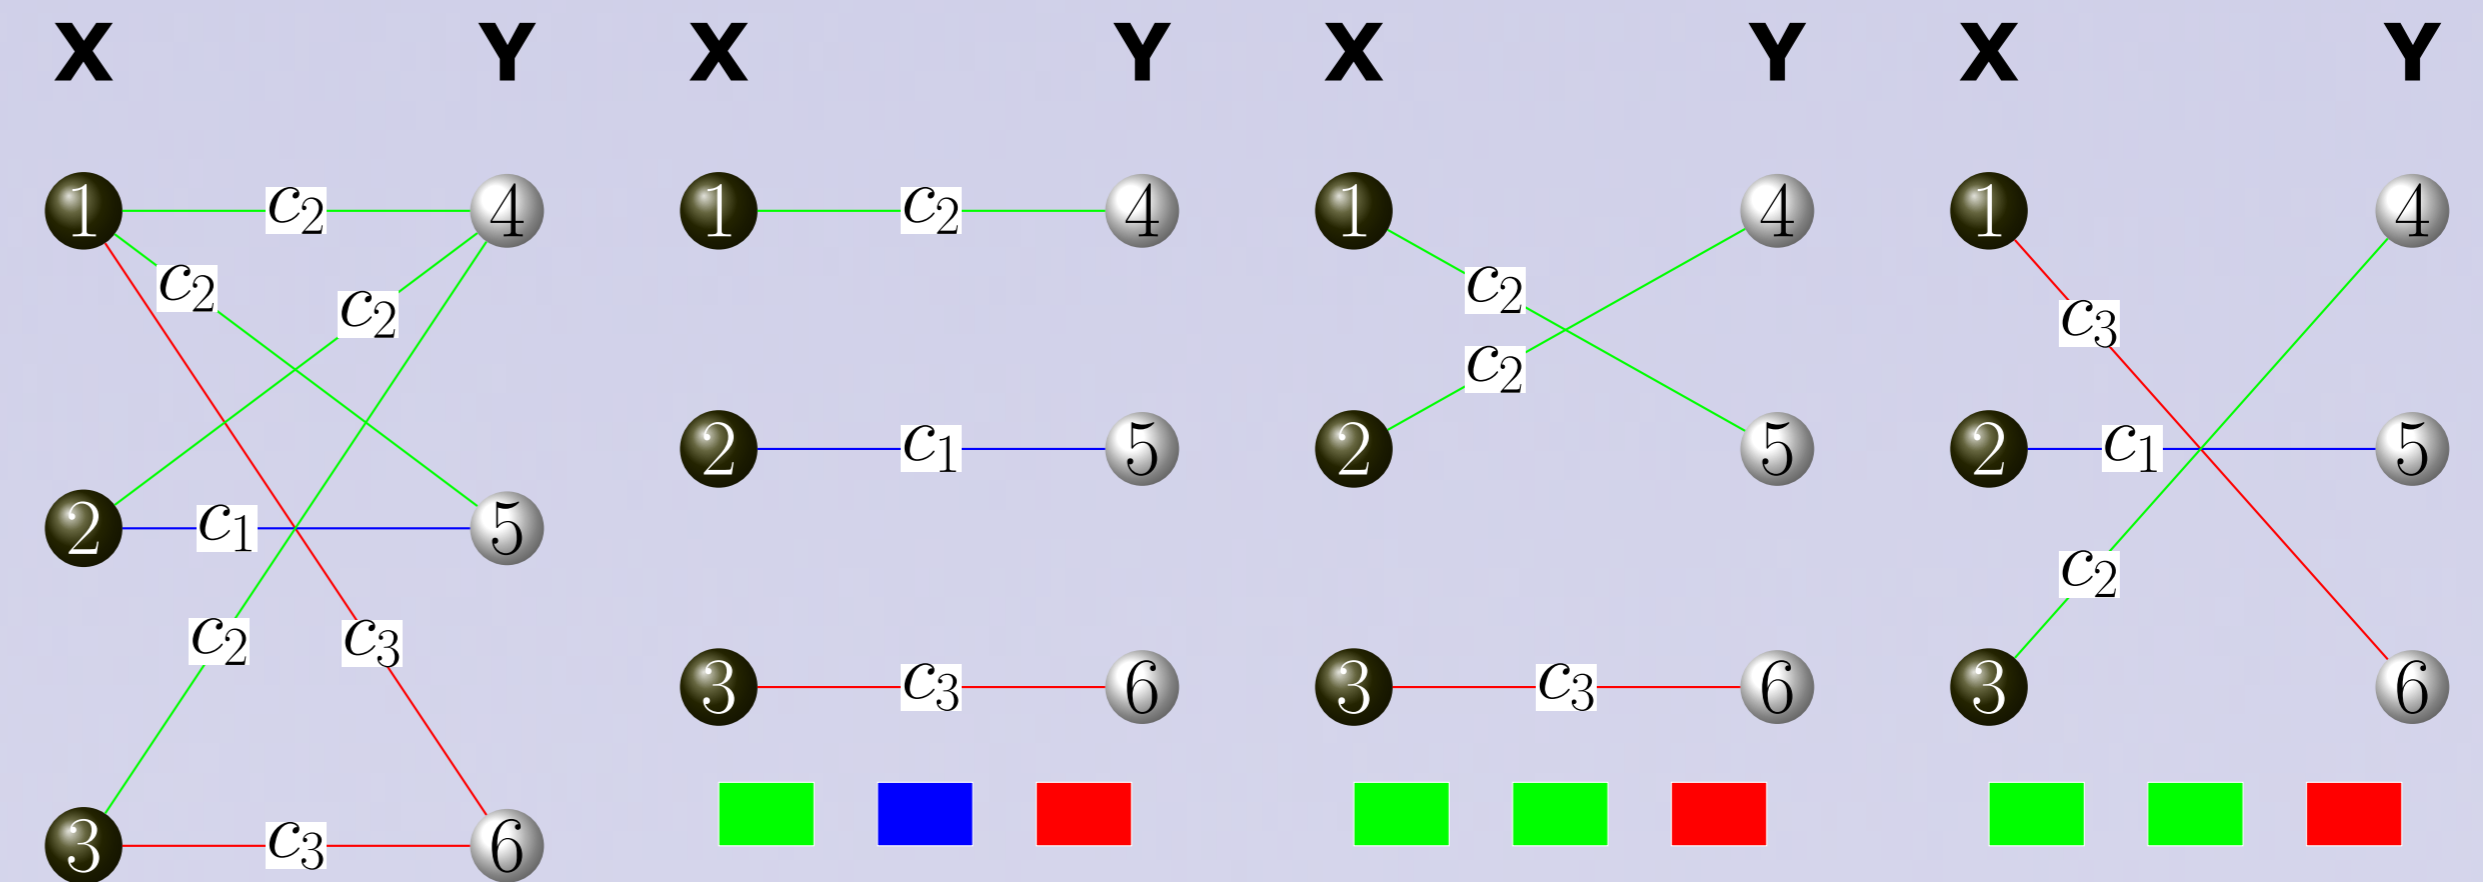 X Y X Y X Y X Y
1 c₂ 4 1 c₂ 4 1 4 1 4
c₂ c₂ c₂ c₃
c₂
2 c₁ 5 2 c₁ 5 2 5 2 c₁ 5
c₂ c₃ c₂
3 c₃ 6 3 c₃ 6 3 c₃ 6 3 6